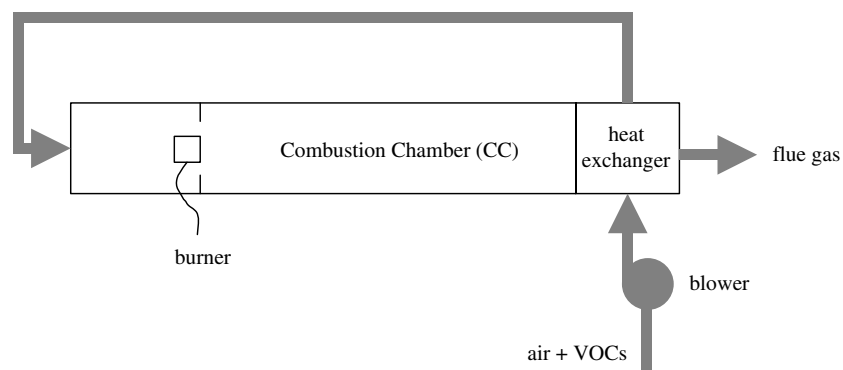 Combustion Chamber (CC)
heat
exchanger
flue gas
burner
blower
air + VOCs